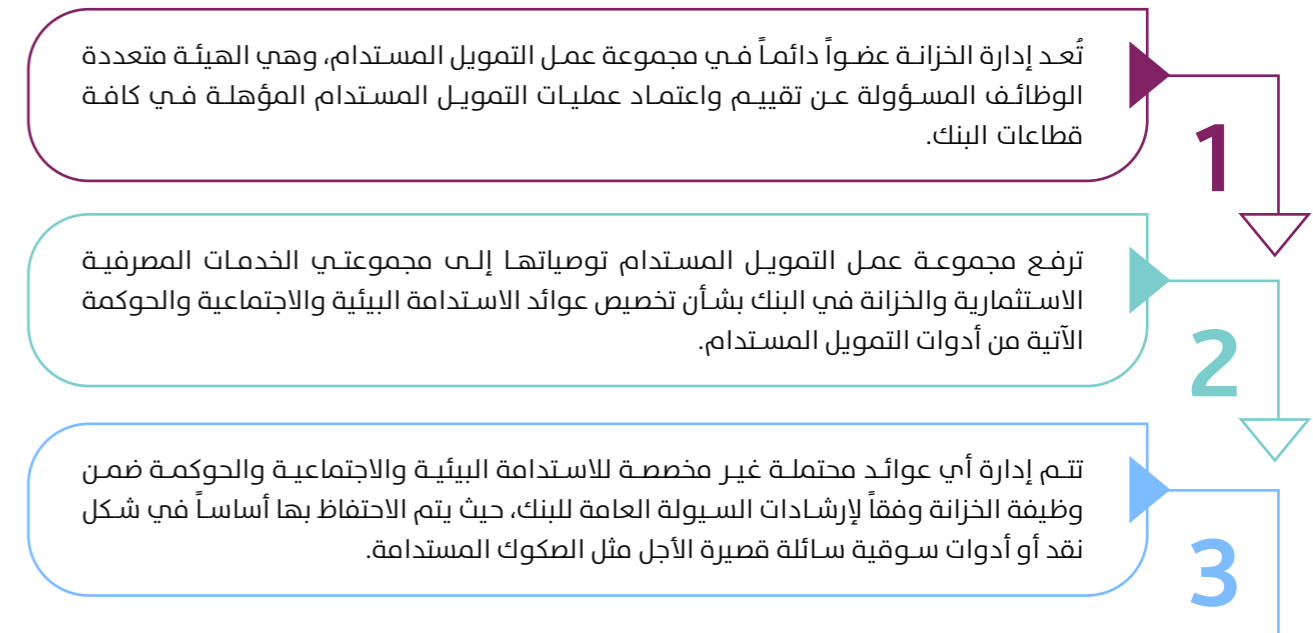 تُعد إدارة الخزانة عضواً دائماً في مجموعة عمل التمويل المستدام، وهي الهيئة متعددة
الوظائف المسؤولة عن تقييم واعتماد عمليات التمويل المستدام المؤهلة في كافة
قطاعات البنك.
1
ترفع مجموعة عمل التمويل المستدام توصياتها إلى مجموعتي الخدمات المصرفية
الاستثمارية والخزانة في البنك بشأن تخصيص عوائد الاستدامة البيئية والاجتماعية والحوكمة
الآتية من أدوات التمويل المستدام.
2
تتم إدارة أي عوائد محتملة غير مخصصة للاستدامة البيئية والاجتماعية والحوكمة ضمن
وظيفة الخزانة وفقاً لإرشادات السيولة العامة للبنك، حيث يتم الاحتفاظ بها أساساً في شكل
نقد أو أدوات سوقية سائلة قصيرة الأجل مثل الصكوك المستدامة.
3